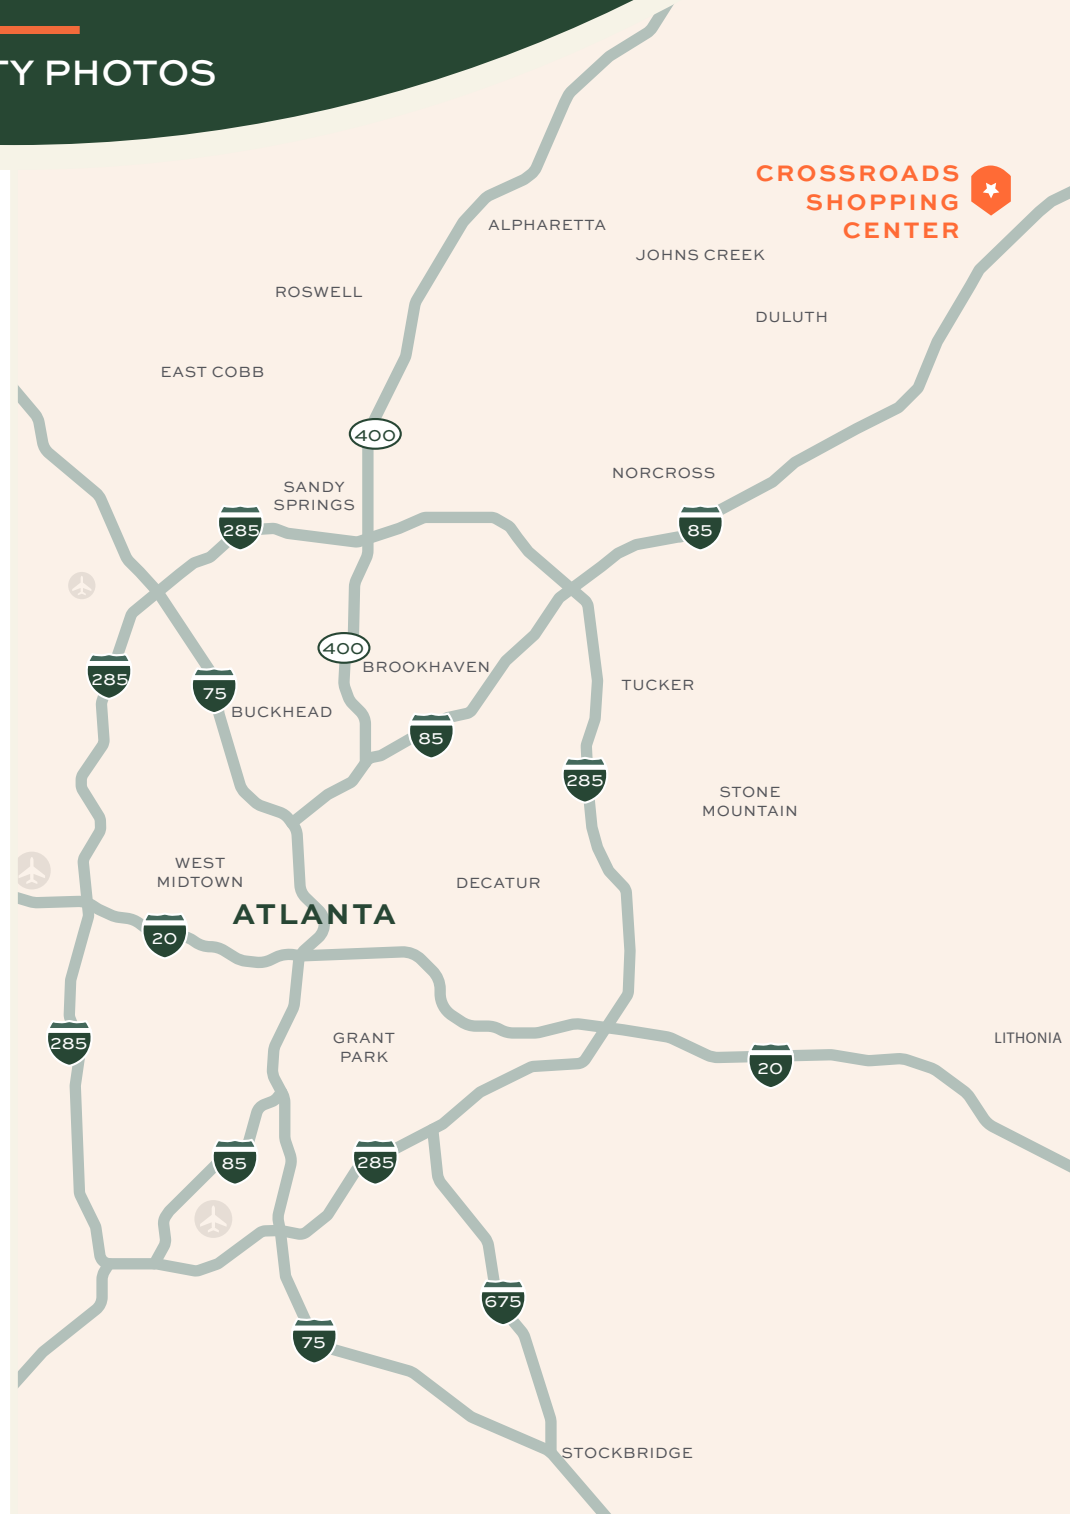 TY PHOTOS
CROSSROADS
SHOPPING
CENTER
ALPHARETTA
JOHNS CREEK
ROSWELL
DULUTH
EAST COBB
400
NORCROSS
SANDY
SPRINGS
285
85
400
BROOKHAVEN
285
75
TUCKER
BUCKHEAD
85
285
STONE
MOUNTAIN
WEST
MIDTOWN
DECATUR
ATLANTA
20
285
GRANT
PARK
LITHONIA
20
85
285
675
75
STOCKBRIDGE